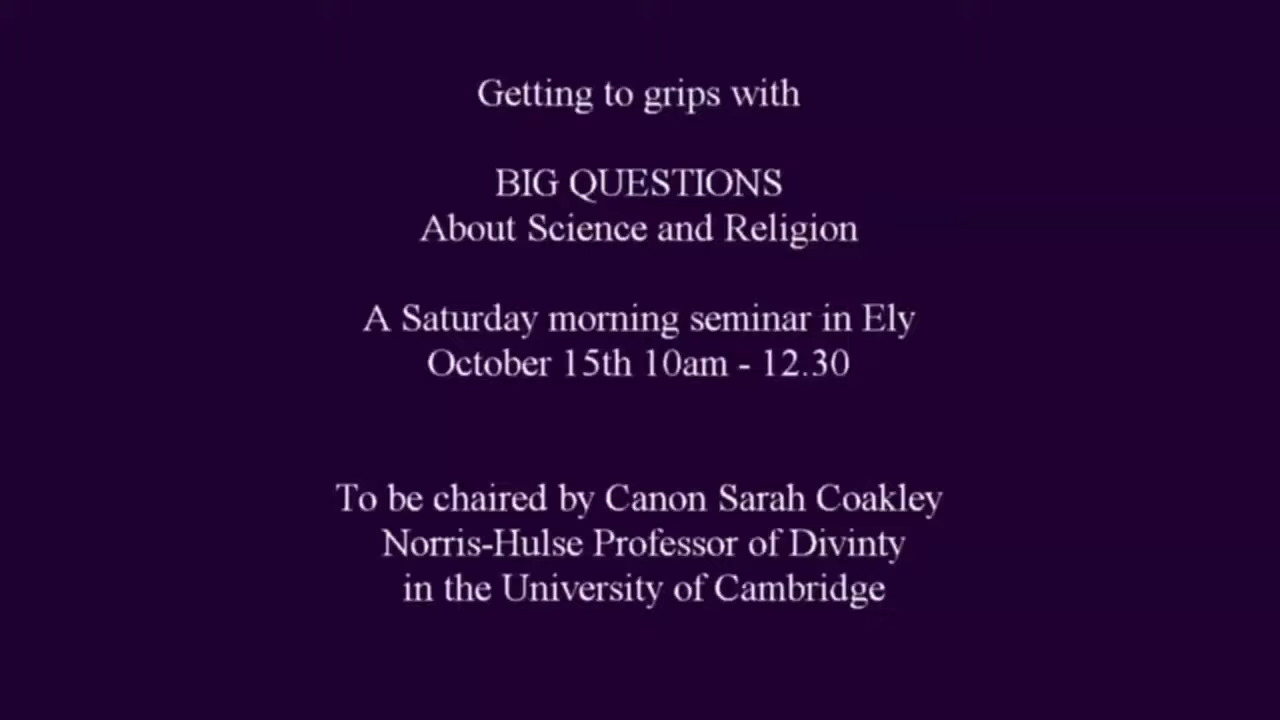 Getting to grips with
BIG QUESTIONS
About Science and Religion
A Saturday morning seminar in Ely
October 15th 10am - 12.30
To be chaired by Canon Sarah Coakley
Norris-Hulse Professor of Divinty
in the University of Cambridge